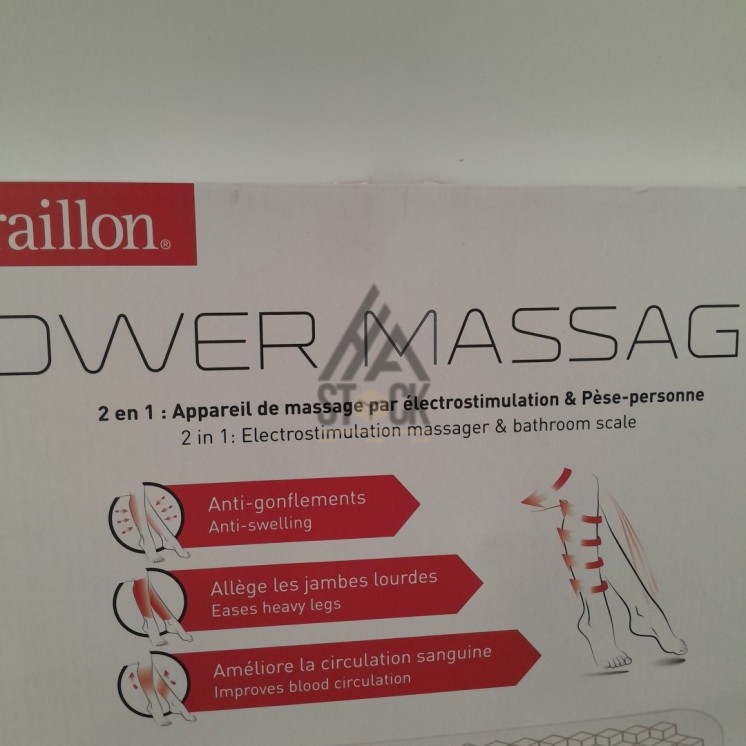 raillon®
OWER MASSAG
STOCK
2 en 1 : Appareil de massage par électrostimulation & Pèse-personne
2 in 1: Electrostimulation massager & bathroom scale
Anti-gonflements
Anti-swelling
Allège les jambes lourdes
Eases heavy legs
Améliore la circulation sanguine
Improves blood circulation